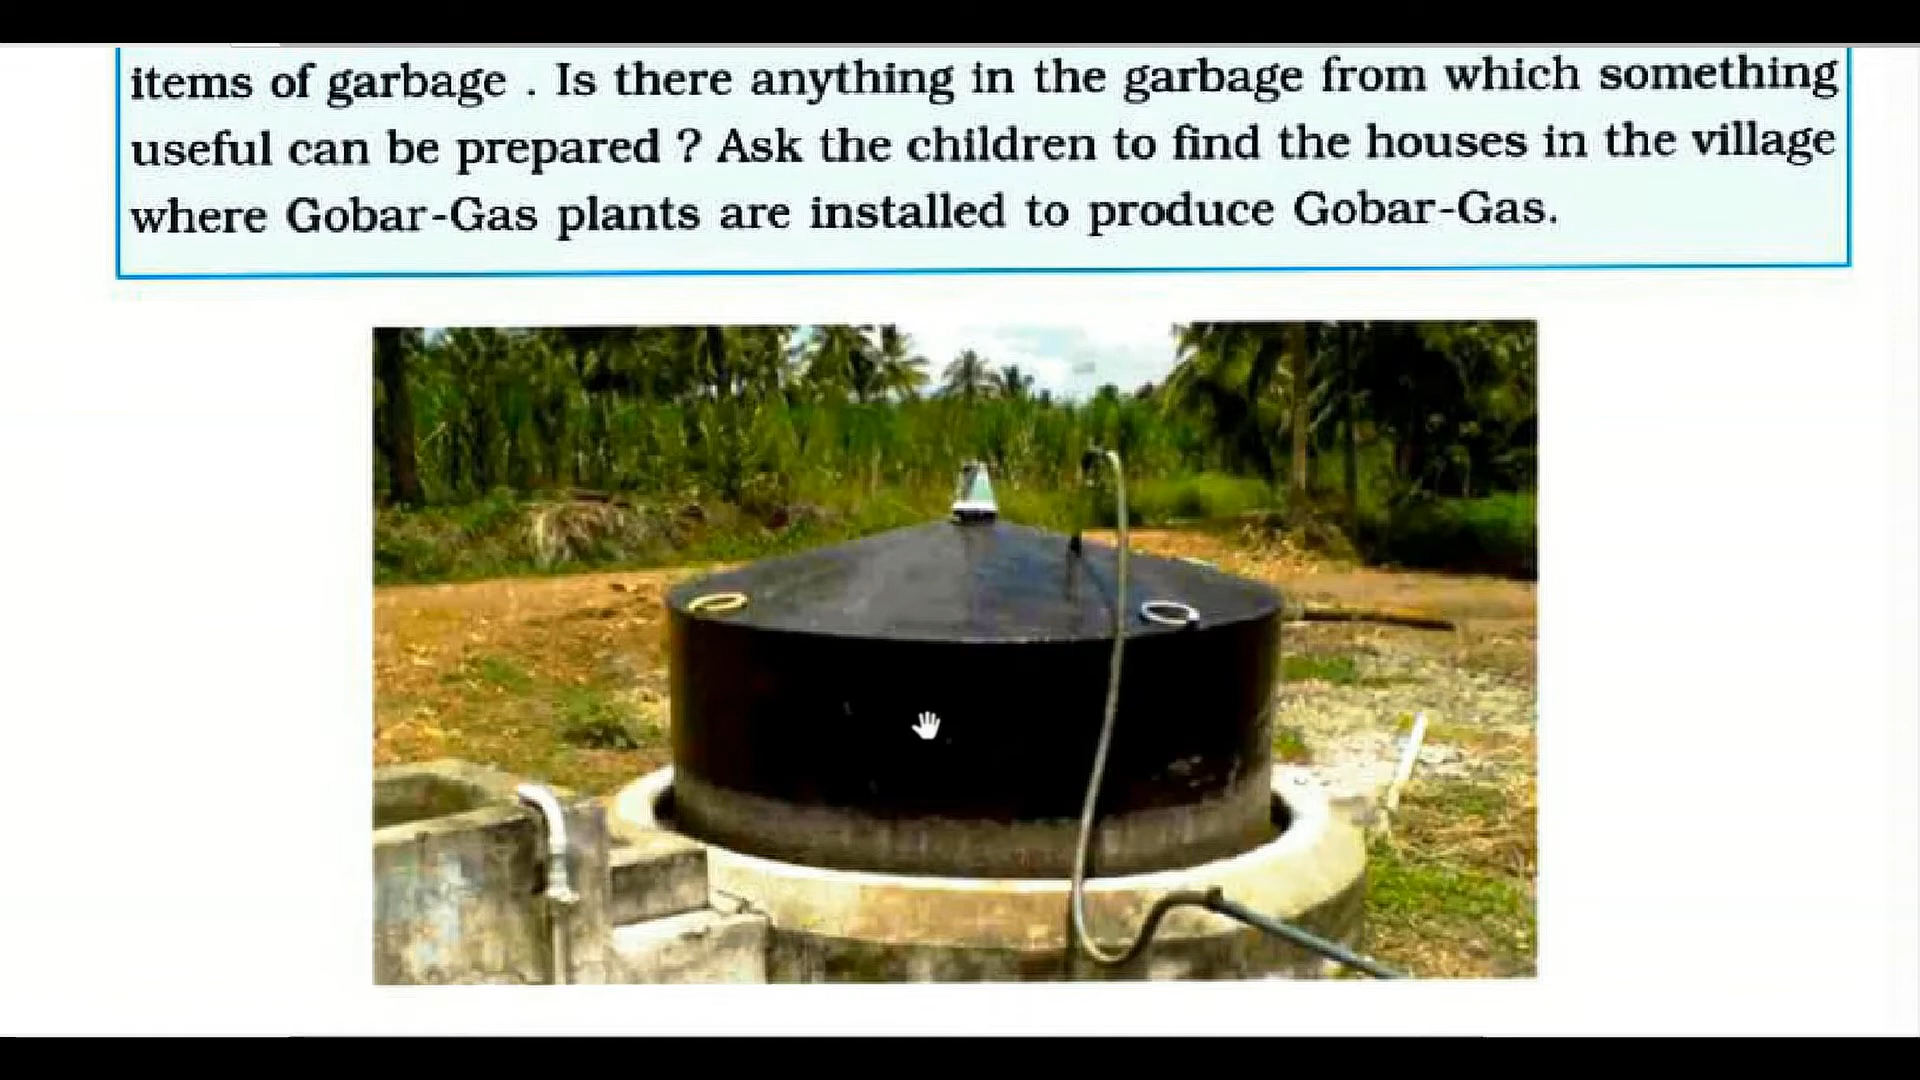 items of garbage . Is there anything in the garbage from which something
useful can be prepared ? Ask the children to find the houses in the village
where Gobar-Gas plants are installed to produce Gobar-Gas.